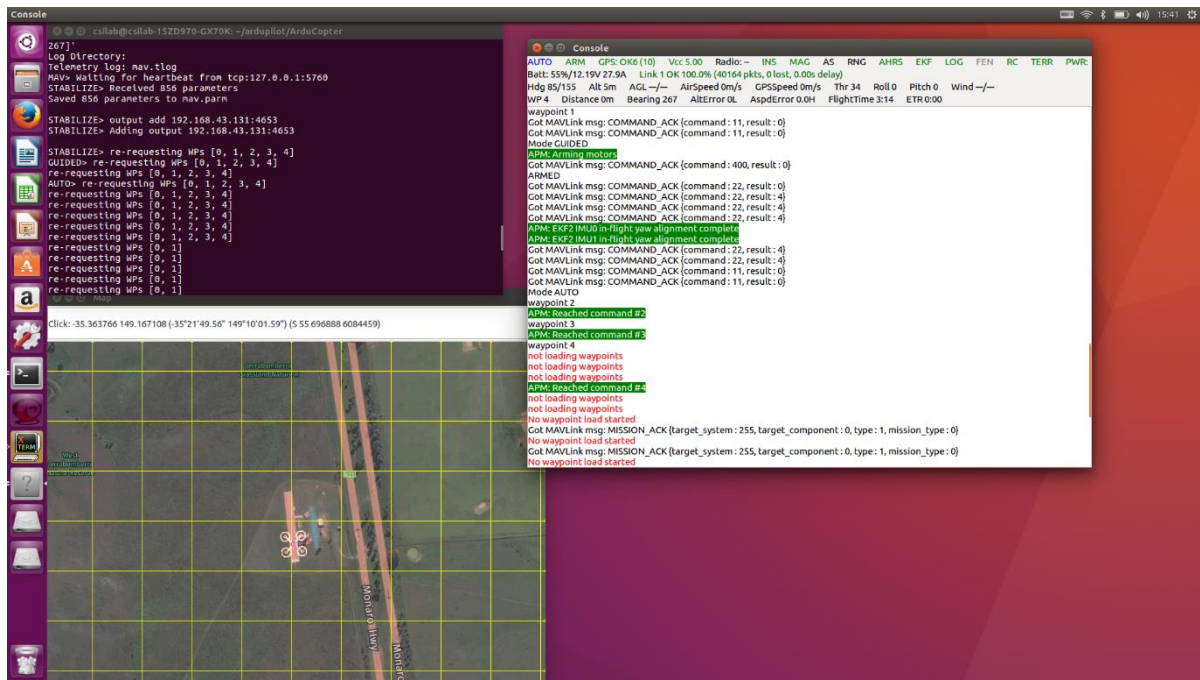 Console
15:41
csilab@csilab-15ZD970-GX70K: ~/ardupilot/ArduCopter
267]'
Log Directory:
Telemetry log: mav.tlog
MAV> Waiting for heartbeat from tcp:127.0.0.1:5760
STABILIZE> Received 856 parameters
Saved 856 parameters to mav.parm
STABILIZE> output add 192.168.43.131:4653
STABILIZE> Adding output 192.168.43.131:4653
STABILIZE> re-requesting WPs [0, 1, 2, 3, 4]
GUIDED> re-requesting WPs [0, 1, 2, 3, 4]
re-requesting WPs [0, 1, 2, 3, 4]
AUTO> re-requesting WPs [0, 1, 2, 3, 4]
re-requesting WPs [0, 1, 2, 3, 4]
re-requesting WPs [0, 1, 2, 3, 4]
re-requesting WPs [0, 1, 2, 3, 4]
re-requesting WPs [0, 1, 2, 3, 4]
re-requesting WPs [0, 1, 2, 3, 4]
re-requesting WPs [0, 1]
re-requesting WPs [0, 1]
re-requesting WPs [0, 1]
re-requesting WPs [0, 1]
re-requesting WPs [0, 1]
Map
Click: -35.363766 149.167108 (-35°21'49.56" 149°10'01.59") (S 55 696888 6084459)
West
Monaro Hwy
Monaro
Console
AUTO ARM GPS: OK6 (10) Vcc 5.00 Radio: -- INS MAG AS RNG AHRS EKF LOG FEN RC TERR PWR:
Batt: 55%/12.19V 27.9A Link 1 OK 100.0% (40164 pkts, 0 lost, 0.00s delay)
Hdg 85/155 Alt 5m AGL ---/--- AirSpeed 0m/s GPSSpeed 0m/s Thr 34 Roll 0 Pitch 0 Wind ---/---
WP 4 Distance 0m Bearing 267 AltError 0L AspdError 0.0H FlightTime 3:14 ETR 0:00
waypoint 1
Got MAVLink msg: COMMAND_ACK {command : 11, result : 0}
Got MAVLink msg: COMMAND_ACK {command : 11, result : 0}
Mode GUIDED
APM: Arming motors
Got MAVLink msg: COMMAND_ACK {command : 400, result : 0}
ARMED
Got MAVLink msg: COMMAND_ACK {command : 22, result : 0}
Got MAVLink msg: COMMAND_ACK {command : 22, result : 4}
Got MAVLink msg: COMMAND_ACK {command : 22, result : 4}
Got MAVLink msg: COMMAND_ACK {command : 22, result : 4}
APM: EKF2 IMU0 in-flight yaw alignment complete
APM: EKF2 IMU1 in-flight yaw alignment complete
Got MAVLink msg: COMMAND_ACK {command : 22, result : 4}
Got MAVLink msg: COMMAND_ACK {command : 22, result : 4}
Got MAVLink msg: COMMAND_ACK {command : 11, result : 0}
Got MAVLink msg: COMMAND_ACK {command : 11, result : 0}
Mode AUTO
waypoint 2
APM: Reached command #2
waypoint 3
APM: Reached command #3
waypoint 4
not loading waypoints
not loading waypoints
not loading waypoints
APM: Reached command #4
not loading waypoints
not loading waypoints
No waypoint load started
Got MAVLink msg: MISSION_ACK {target_system : 255, target_component : 0, type : 1, mission_type : 0}
No waypoint load started
Got MAVLink msg: MISSION_ACK {target_system : 255, target_component : 0, type : 1, mission_type : 0}
No waypoint load started